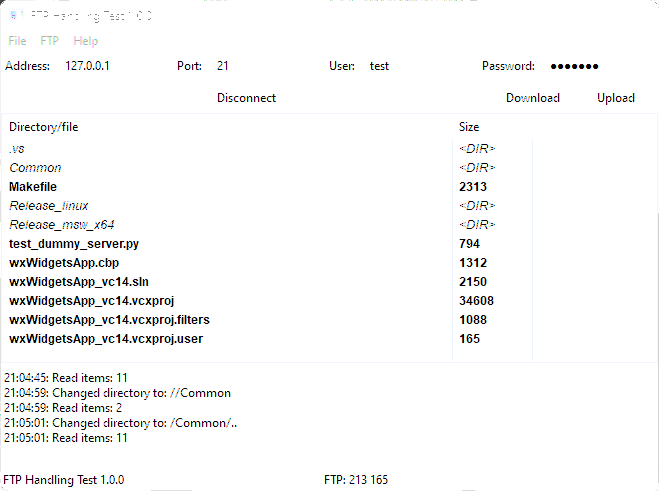 FTP Handling Test 1.0.0
File FTP Help
Address: 127.0.0.1 Port: 21 User: test Password: ●●●●●●●
Disconnect Download Upload
Directory/file Size
.vs <DIR>
Common <DIR>
Makefile 2313
Release_linux <DIR>
Release_msw_x64 <DIR>
test_dummy_server.py 794
wxWidgetsApp.cbp 1312
wxWidgetsApp_vc14.sln 2150
wxWidgetsApp_vc14.vcxproj 34608
wxWidgetsApp_vc14.vcxproj.filters 1088
wxWidgetsApp_vc14.vcxproj.user 165
21:04:45: Read items: 11
21:04:59: Changed directory to: //Common
21:04:59: Read items: 2
21:05:01: Changed directory to: /Common/..
21:05:01: Read items: 11
FTP Handling Test 1.0.0 FTP: 213 165